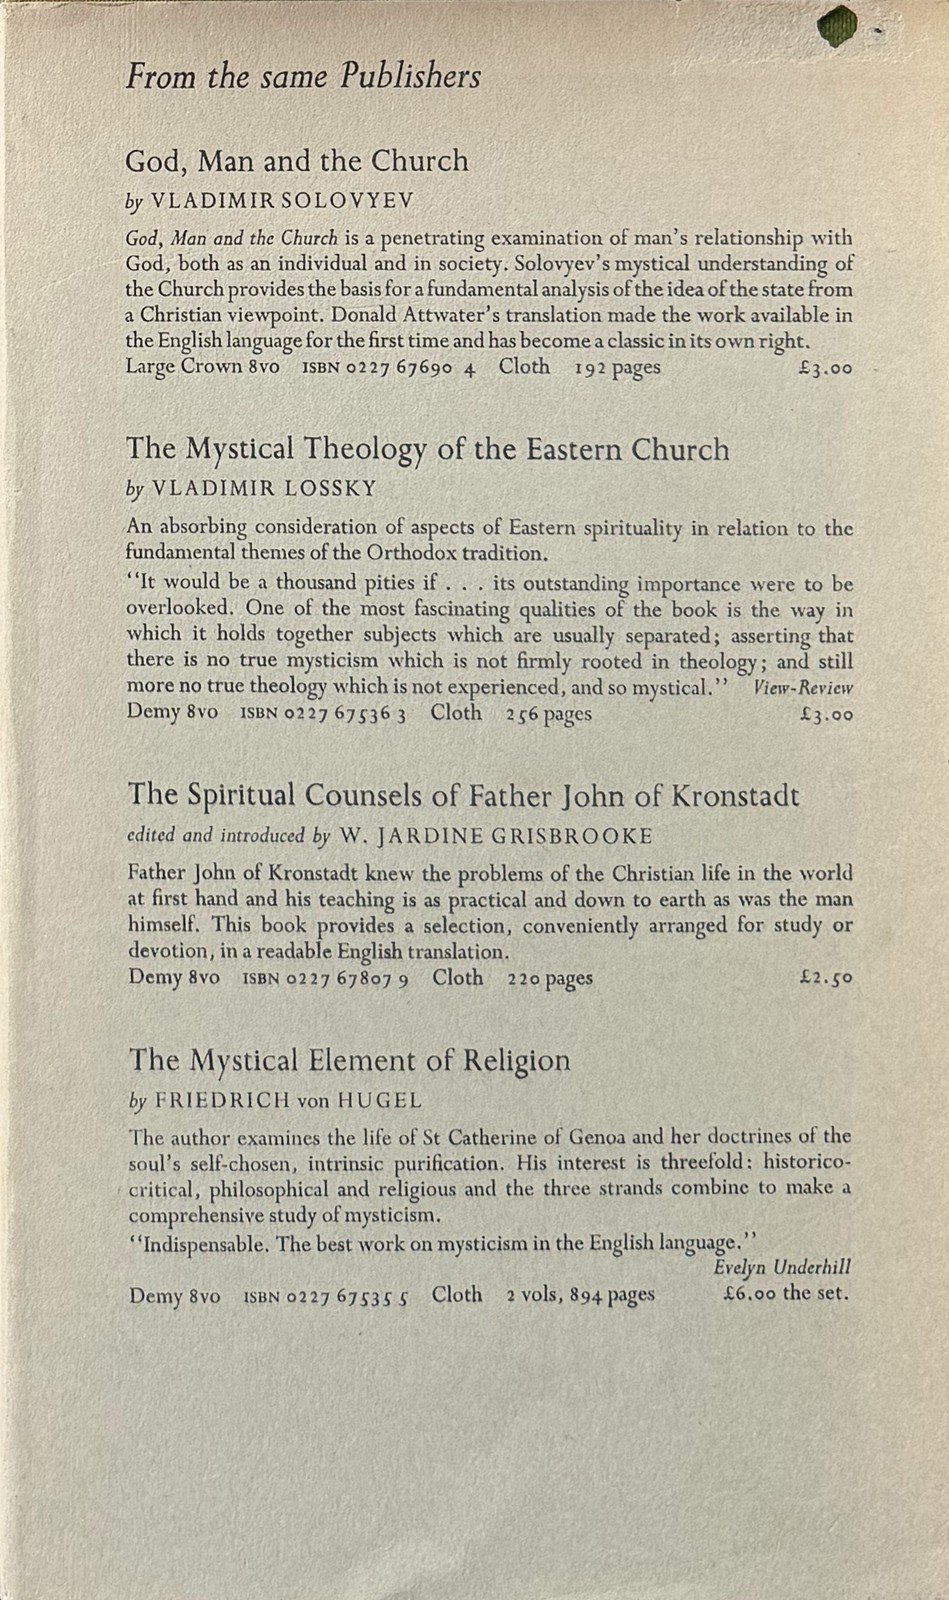 From the same Publishers
God, Man and the Church
by VLADIMIR SOLOVYEV
God, Man and the Church is a penetrating examination of man's relationship with
God, both as an individual and in society. Solovyev's mystical understanding of
the Church provides the basis for a fundamental analysis of the idea of the state from
a Christian viewpoint. Donald Attwater's translation made the work available in
the English language for the first time and has become a classic in its own right.
Large Crown 8vo ISBN 0227 67690 4 Cloth 192 pages £3.00
The Mystical Theology of the Eastern Church
by VLADIMIR LOSSKY
An absorbing consideration of aspects of Eastern spirituality in relation to the
fundamental themes of the Orthodox tradition.
"It would be a thousand pities if . . . its outstanding importance were to be
overlooked. One of the most fascinating qualities of the book is the way in
which it holds together subjects which are usually separated; asserting that
there is no true mysticism which is not firmly rooted in theology; and still
more no true theology which is not experienced, and so mystical." View-Review
Demy 8vo ISBN 0227 67536 3 Cloth 256 pages £3.00
The Spiritual Counsels of Father John of Kronstadt
edited and introduced by W. JARDINE GRISBROOKE
Father John of Kronstadt knew the problems of the Christian life in the world
at first hand and his teaching is as practical and down to earth as was the man
himself. This book provides a selection, conveniently arranged for study or
devotion, in a readable English translation.
Demy 8vo ISBN 0227 67807 9 Cloth 220 pages £2.50
The Mystical Element of Religion
by FRIEDRICH von HUGEL
The author examines the life of St Catherine of Genoa and her doctrines of the
soul's self-chosen, intrinsic purification. His interest is threefold: historico-
critical, philosophical and religious and the three strands combine to make a
comprehensive study of mysticism.
"Indispensable. The best work on mysticism in the English language."
Evelyn Underhill
Demy 8vo ISBN 0227 67535 5 Cloth 2 vols, 894 pages £6.00 the set.